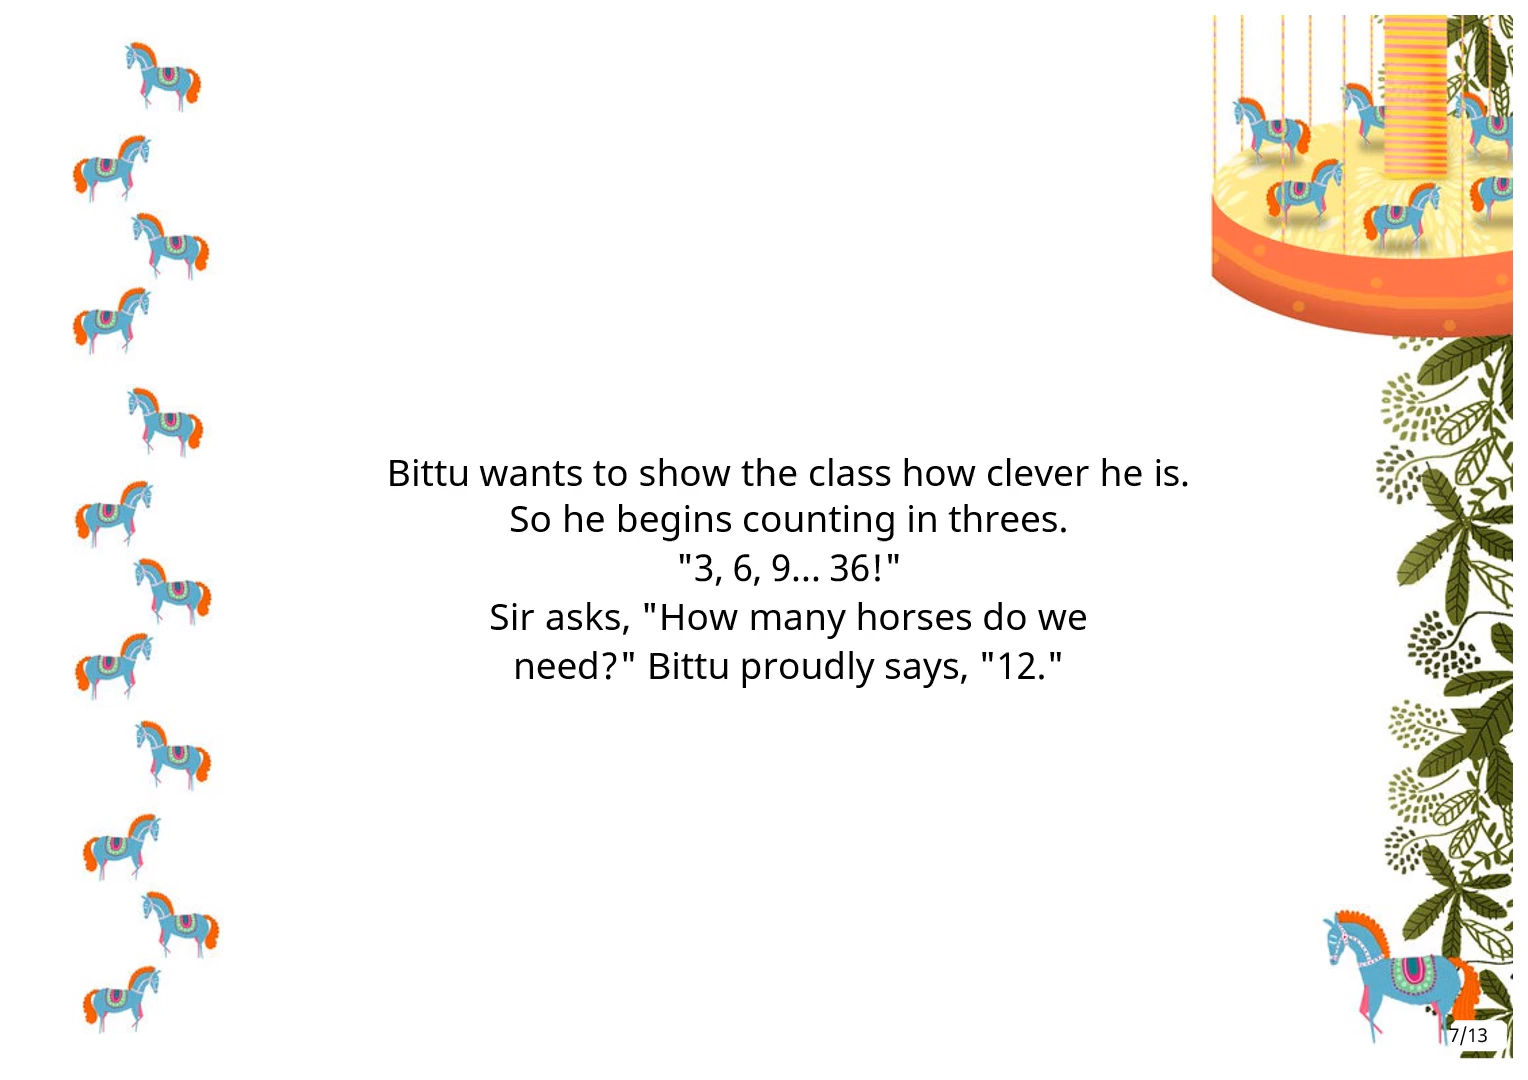 Bittu wants to show the class how clever he is.
So he begins counting in threes.
"3, 6, 9... 36!"
Sir asks, "How many horses do we
need?" Bittu proudly says, "12."
7/13